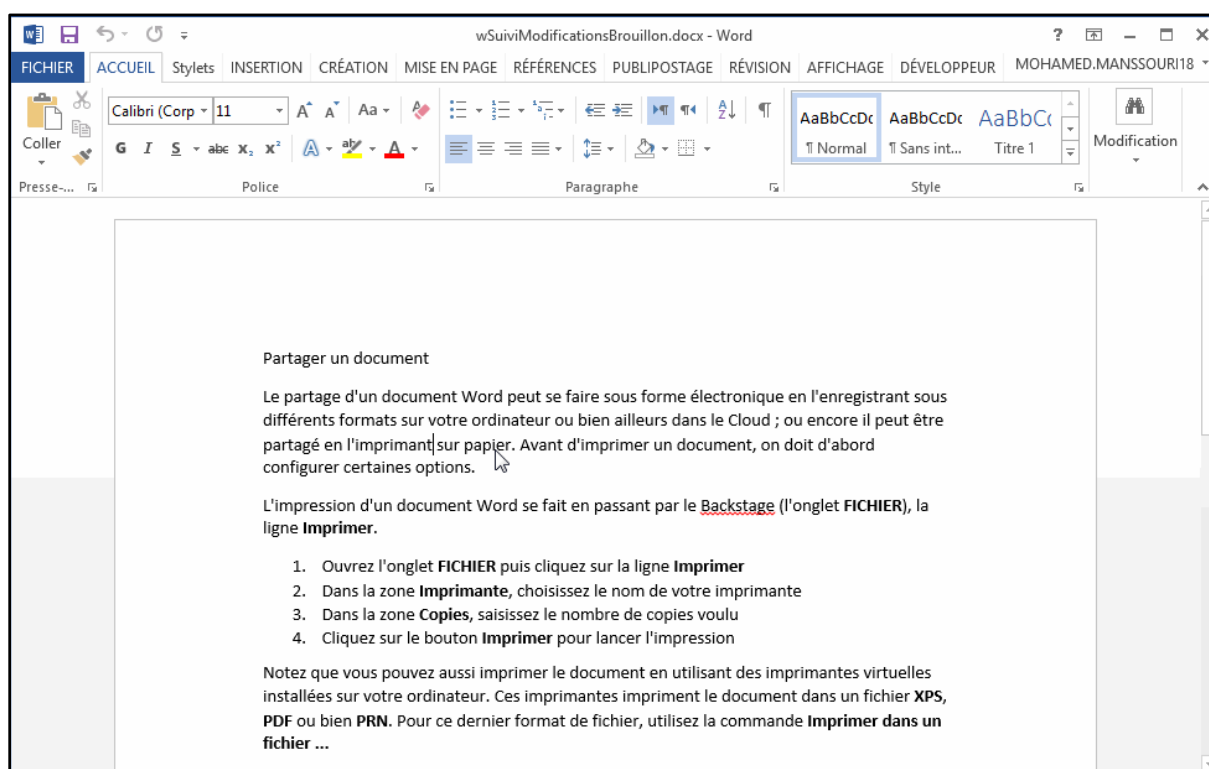 wSuiviModificationsBrouillon.docx - Word
FICHIER ACCUEIL Stylets INSERTION CRÉATION MISE EN PAGE RÉFÉRENCES PUBLIPOSTAGE RÉVISION AFFICHAGE DÉVELOPPEUR MOHAMED.MANSSOURI18
Calibri (Corp 11
Coller
G I S abc x₂ x²
AaBbCcDc AaBbCcDc AaBbC
¶ Normal ¶ Sans int... Titre 1
Modification
Presse-... Police Paragraphe Style
Partager un document
Le partage d'un document Word peut se faire sous forme électronique en l'enregistrant sous
différents formats sur votre ordinateur ou bien ailleurs dans le Cloud ; ou encore il peut être
partagé en l'imprimant sur papier. Avant d'imprimer un document, on doit d'abord
configurer certaines options.
L'impression d'un document Word se fait en passant par le Backstage (l'onglet FICHIER), la
ligne Imprimer.
1. Ouvrez l'onglet FICHIER puis cliquez sur la ligne Imprimer
2. Dans la zone Imprimante, choisissez le nom de votre imprimante
3. Dans la zone Copies, saisissez le nombre de copies voulu
4. Cliquez sur le bouton Imprimer pour lancer l'impression
Notez que vous pouvez aussi imprimer le document en utilisant des imprimantes virtuelles
installées sur votre ordinateur. Ces imprimantes impriment le document dans un fichier XPS,
PDF ou bien PRN. Pour ce dernier format de fichier, utilisez la commande Imprimer dans un
fichier ...